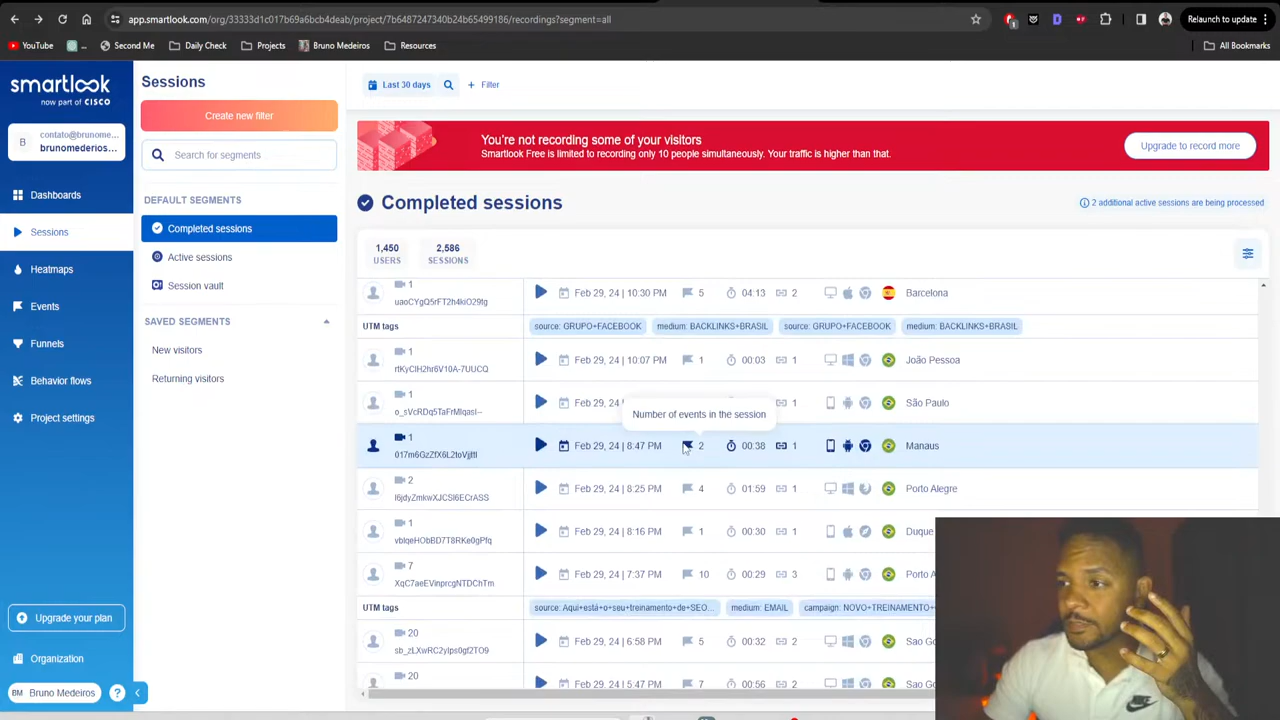 app.smartlook.com/org/33333d1c017b69a6bcb4deab/project/7b6487247340b24b65499186/recordings?segment=all
Relaunch to update
YouTube
...
Second Me
Daily Check
Projects
Bruno Medeiros
Resources
All Bookmarks
smartlook
now part of CISCO
B
contato@brunome...
brunomederios...
Dashboards
Sessions
Heatmaps
Events
Funnels
Behavior flows
Project settings
Upgrade your plan
Organization
BM
Bruno Medeiros
?
Sessions
Create new filter
Search for segments
DEFAULT SEGMENTS
Completed sessions
Active sessions
Session vault
SAVED SEGMENTS
New visitors
Returning visitors
Last 30 days
+ Filter
You're not recording some of your visitors
Smartlook Free is limited to recording only 10 people simultaneously. Your traffic is higher than that.
Upgrade to record more
Completed sessions
2 additional active sessions are being processed
1,450 2,586
USERS SESSIONS
1
uaoCYgQ5rFT2h4kiO29tg
Feb 29, 24 | 10:30 PM 5 04:13 2 Barcelona
UTM tags source: GRUPO+FACEBOOK medium: BACKLINKS+BRASIL source: GRUPO+FACEBOOK medium: BACKLINKS+BRASIL
1
rtKyClH2hr6V10A-7UUCQ
Feb 29, 24 | 10:07 PM 1 00:03 1 João Pessoa
1
o_sVcRDq5TaFrMlqasI--
Feb 29, 24 | 1 São Paulo
Number of events in the session
1
017m6GzZfX6L2toVjjttl
Feb 29, 24 | 8:47 PM 2 00:38 1 Manaus
2
l6jdyZmkwXJCSl6ECrASS
Feb 29, 24 | 8:25 PM 4 01:59 1 Porto Alegre
1
vbIqeHObBD7T8RKe0gPfq
Feb 29, 24 | 8:16 PM 1 00:30 1 Duque
7
XqC7aeEVinprcgNTDChTm
Feb 29, 24 | 7:37 PM 10 00:29 3 Porto A
UTM tags source: Aqui+está+o+seu+treinamento+de+SEO... medium: EMAIL campaign: NOVO+TREINAMENTO+
20
sb_zLXwRC2yIps0gf2TO9
Feb 29, 24 | 6:58 PM 5 00:32 2 Sao Go
20
Feb 29, 24 | 5:47 PM 7 00:56 2 Sao Go